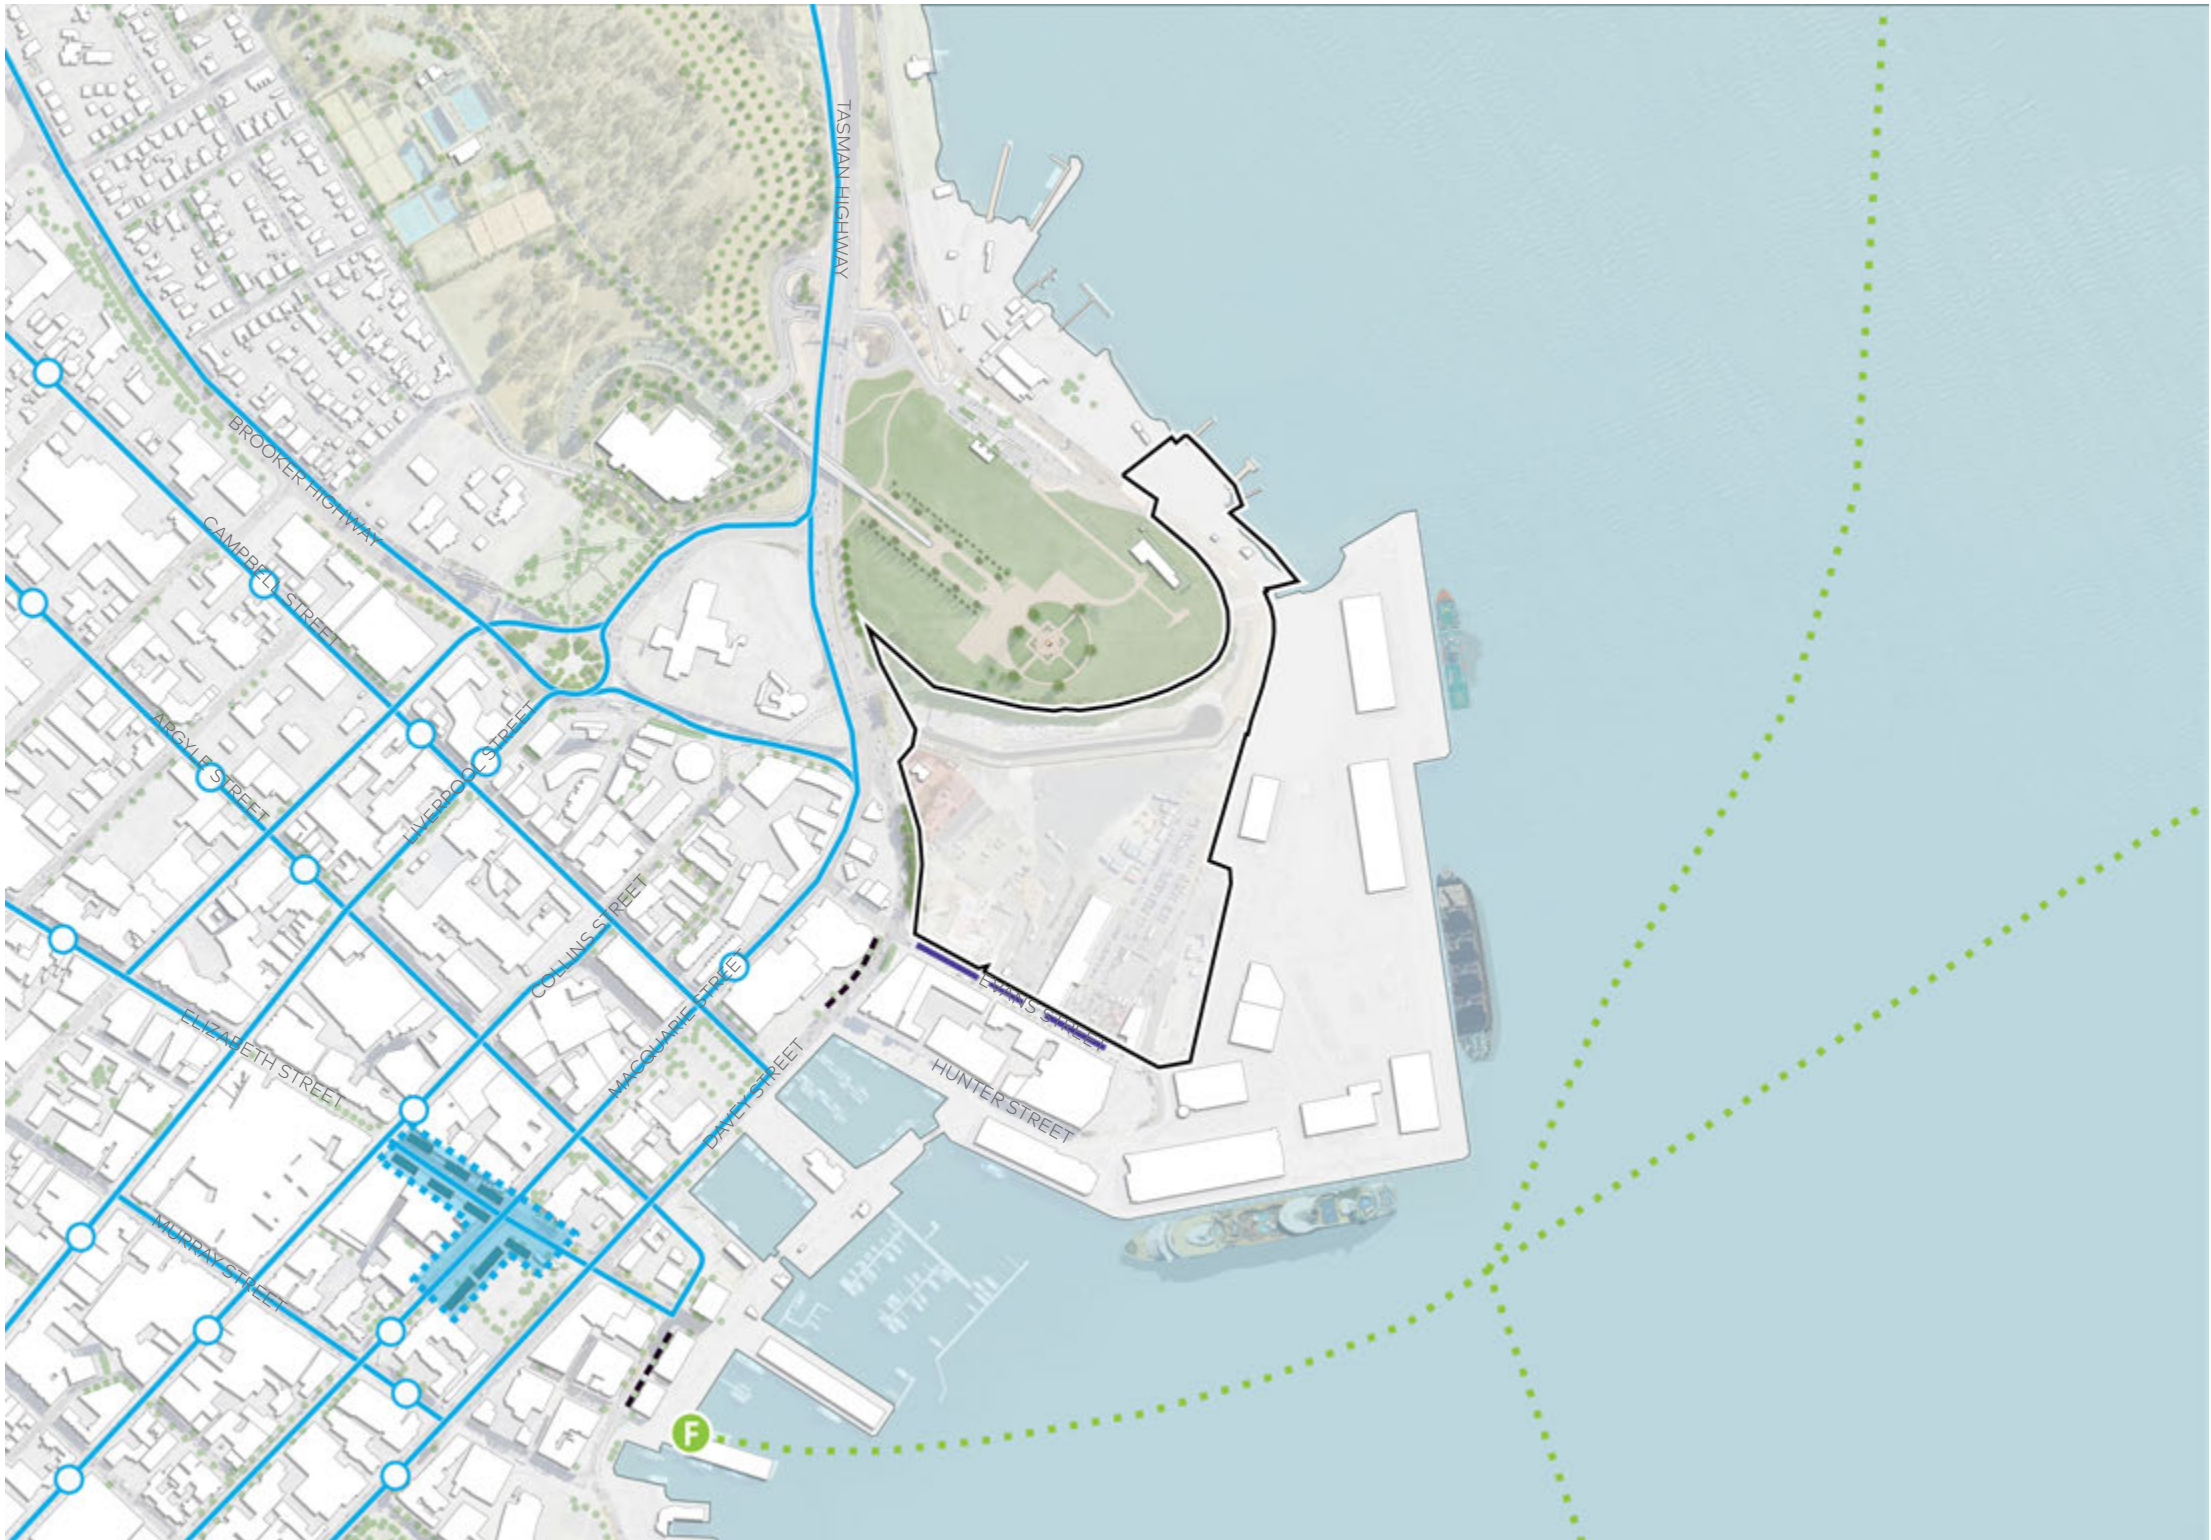 TASMAN HIGHWAY
BROOKER HIGHWAY
CAMPBELL STREET
ARGYLE STREET
LIVERPOOL STREET
COLLINS STREET
MACQUARIE STREET
EVANS STREET
ELIZABETH STREET
DAVEY STREET
HUNTER STREET
MURRAY STREET
F